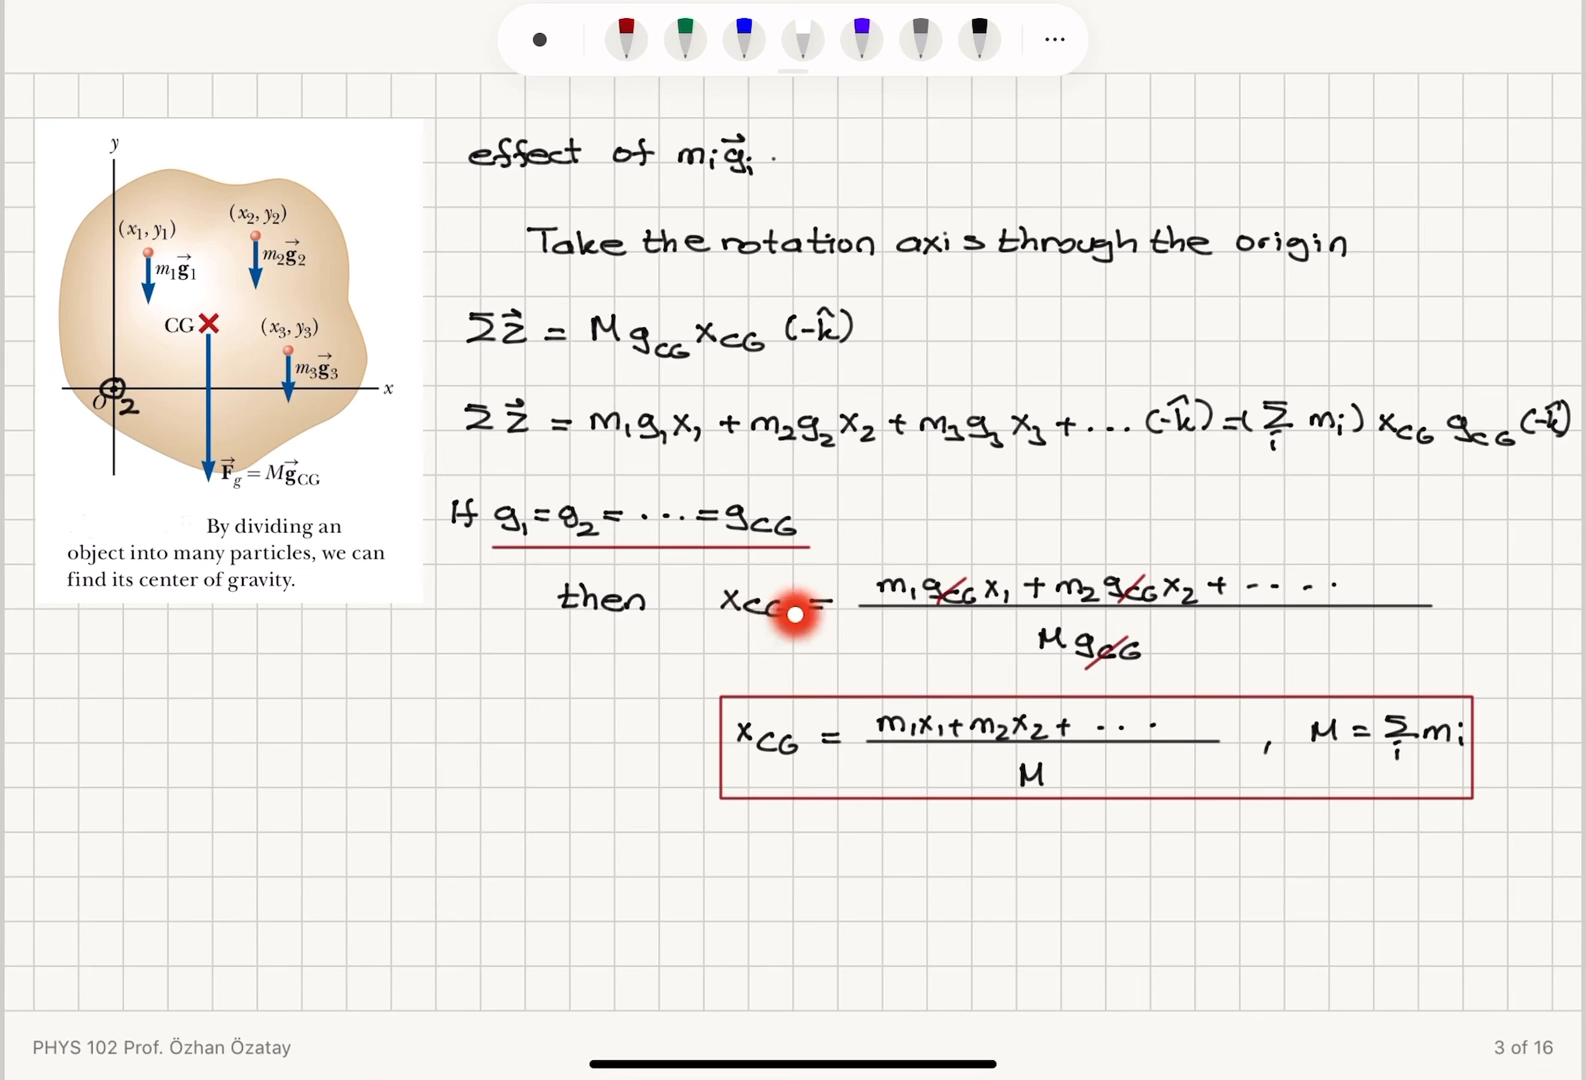 effect of mᵢg⃗ᵢ.
Take the rotation axis through the origin
Στ⃗ = M g_CG x_CG (-k̂)
Στ⃗ = m₁g₁x₁ + m₂g₂x₂ + m₃g₃x₃ + ... (-k̂) = (Σᵢ mᵢ) x_CG g_CG (-k̂)
If g₁ = g₂ = ... = g_CG
then x_CG = (m₁g_CG x₁ + m₂g_CG x₂ + ----) / (M g_CG)
x_CG = (m₁x₁ + m₂x₂ + ...) / M , M = Σᵢ mᵢ
y
(x₁, y₁)
(x₂, y₂)
m₁g⃗₁
m₂g⃗₂
CG
(x₃, y₃)
m₃g⃗₃
x
O
2
F⃗_g = Mg⃗_CG
By dividing an
object into many particles, we can
find its center of gravity.
PHYS 102 Prof. Özhan Özatay
3 of 16